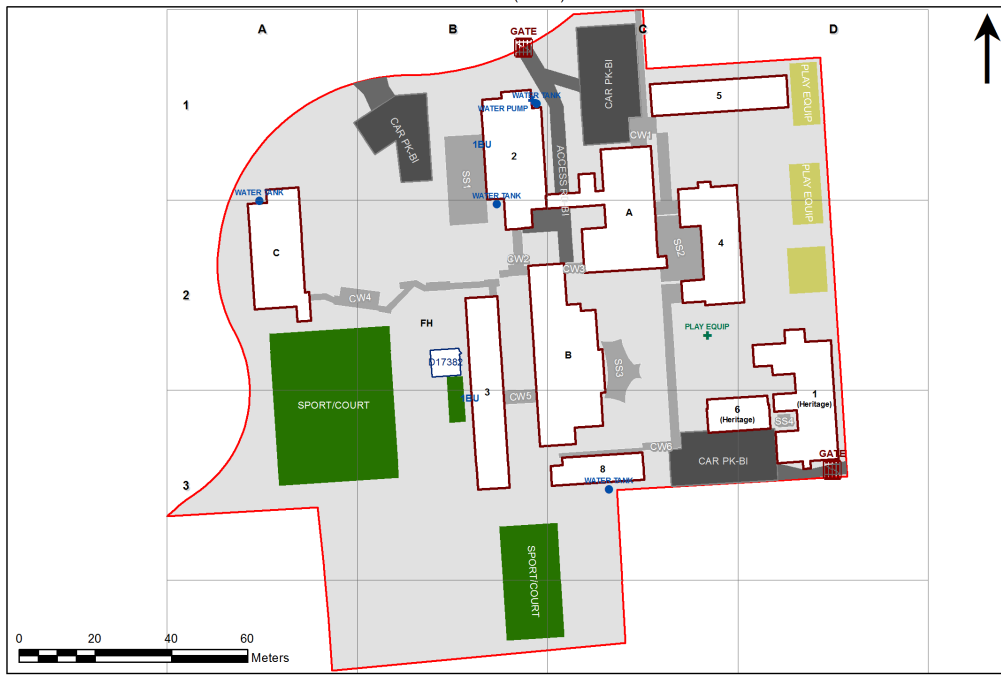 A
B
C
D
GATE
CAR PK-BI
PLAY EQUIP
5
1
WATER TANK
WATER PUMP
CAR PK-BI
1BU
2
CW1
ACCESS
BI
SS1
PLAY EQUIP
WATER TANK
WATER TANK
A
4
SS2
C
CW2
CW3
2
CW4
FH
PLAY EQUIP
D17382
B
SS3
3
1BU
CW5
1
(Heritage)
6
(Heritage)
SS4
SPORT/COURT
CW6
GATE
CAR PK-BI
8
WATER TANK
3
SPORT/COURT
0
20
40
60
Meters